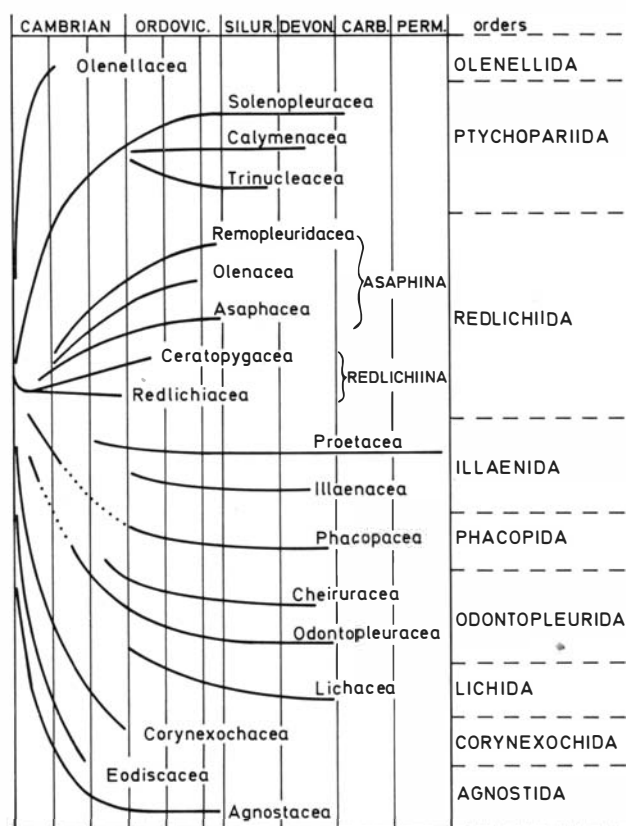 CAMBRIAN ORDOVIC. SILUR. DEVON. CARB. PERM. orders
Olenellacea OLENELLIDA
Solenopleuracea
Calymenacea PTYCHOPARIIDA
Trinucleacea
Remopleuridacea
Olenacea ASAPHINA
Asaphacea REDLICHIIDA
Ceratopygacea REDLICHIINA
Redlichiacea
Proetacea
Illaenacea ILLAENIDA
Phacopacea PHACOPIDA
Cheiruracea
Odontopleuracea ODONTOPLEURIDA
Lichacea LICHIDA
Corynexochacea CORYNEXOCHIDA
Eodiscacea
Agnostacea AGNOSTIDA